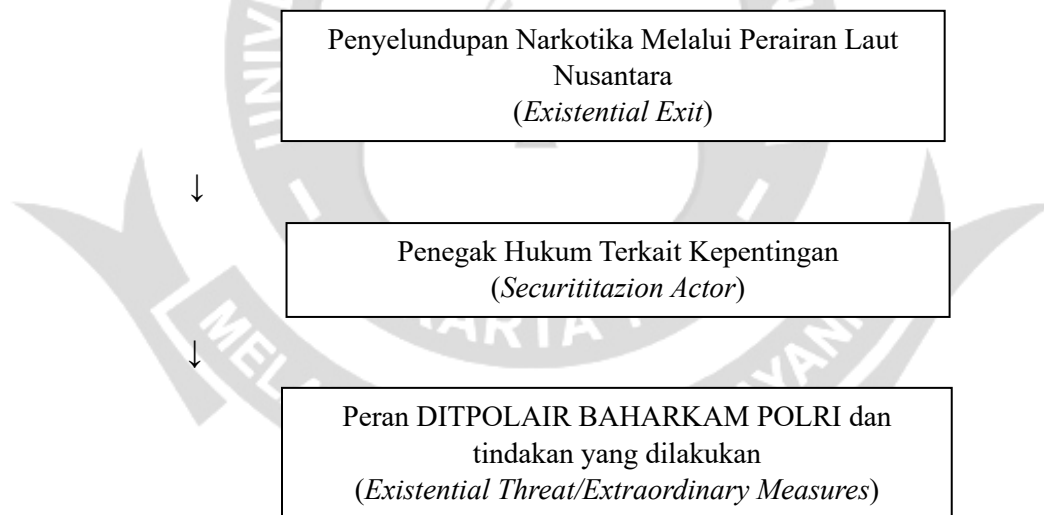 Penyelundupan Narkotika Melalui Perairan Laut
Nusantara
(Existential Exit)
↓
Penegak Hukum Terkait Kepentingan
(Securititazion Actor)
↓
Peran DITPOLAIR BAHARKAM POLRI dan
tindakan yang dilakukan
(Existential Threat/Extraordinary Measures)